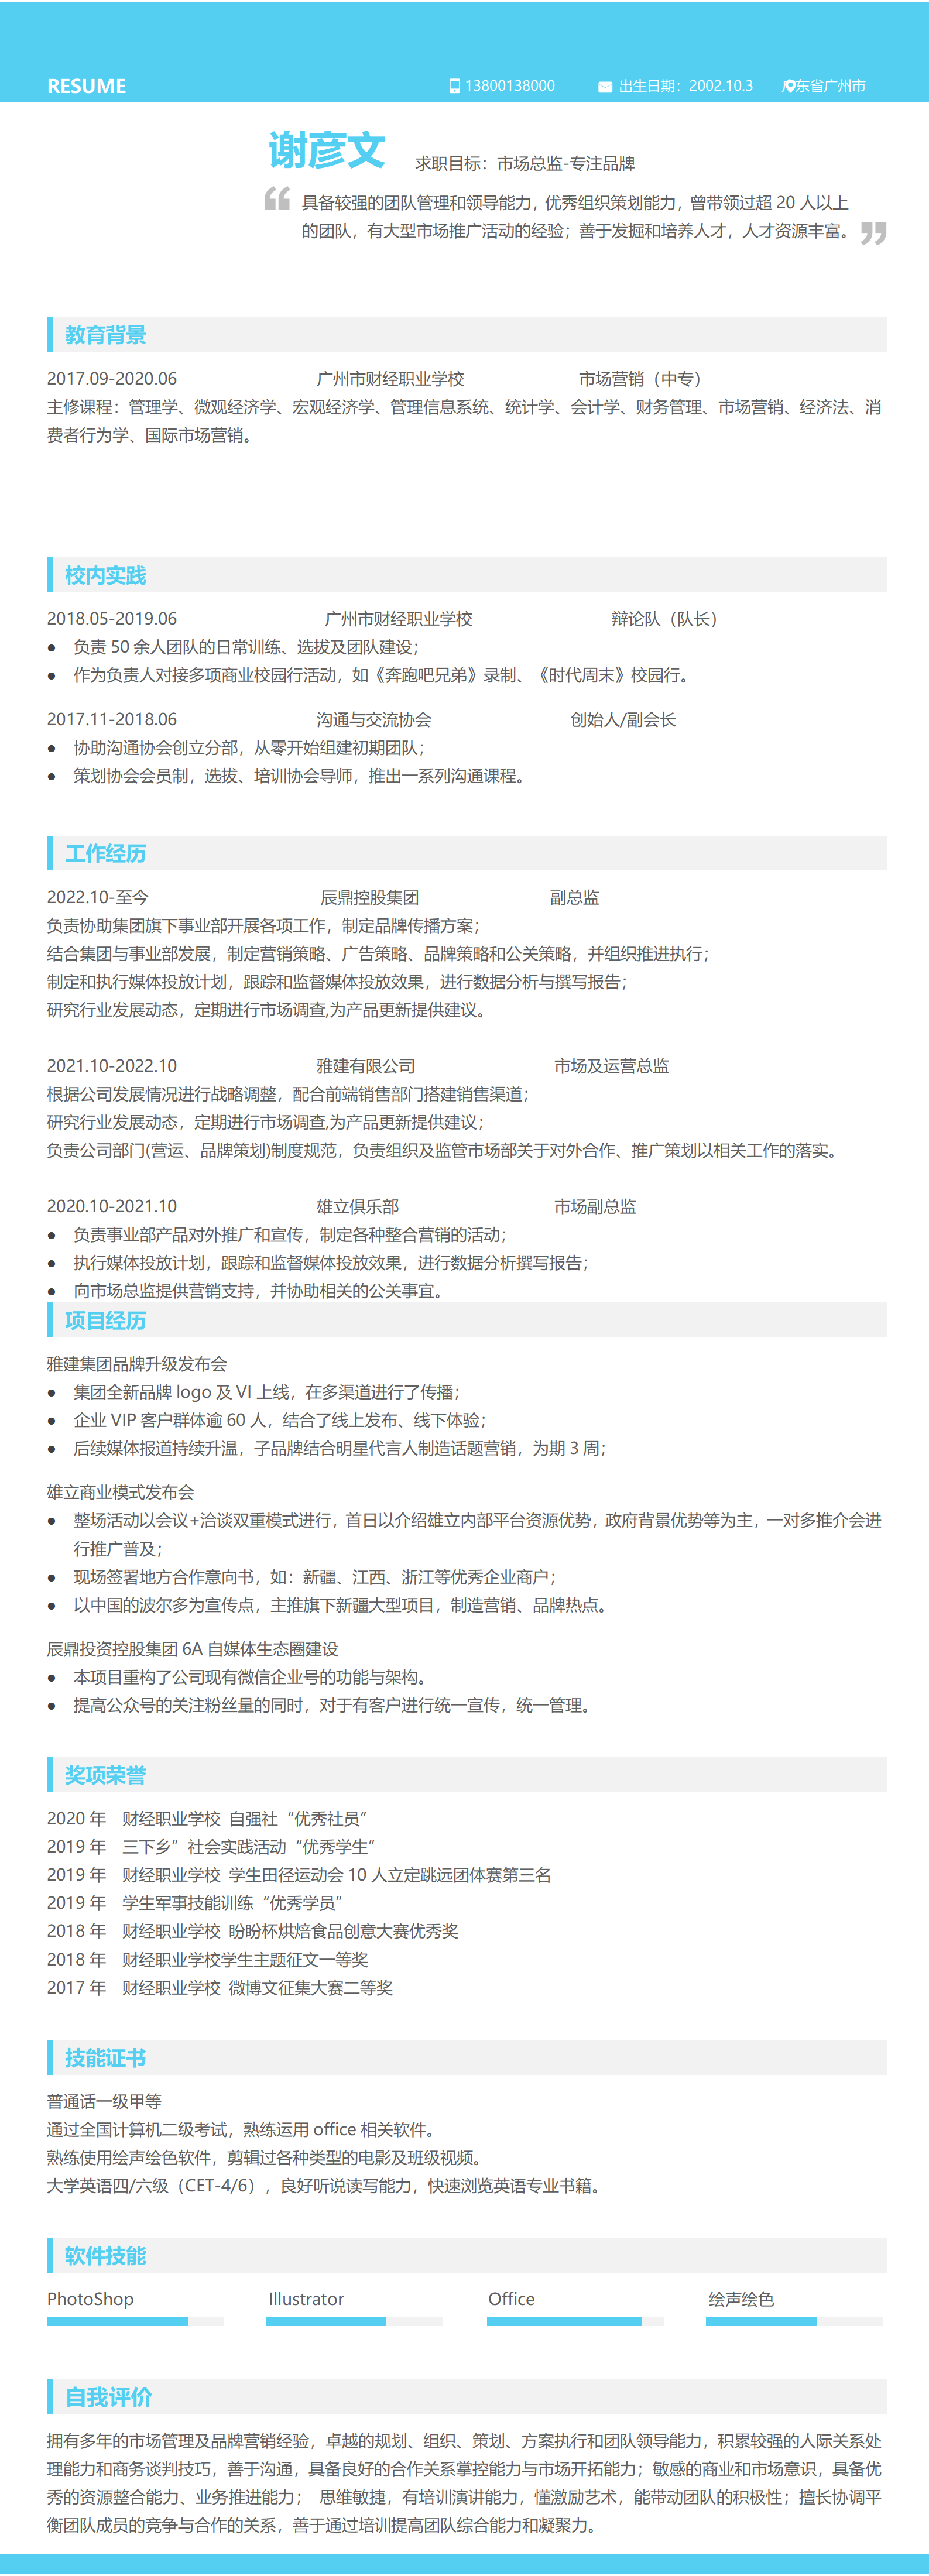 RESUME 13800138000 出生日期：2002.10.3 广东省广州市
谢彦文 求职目标：市场总监-专注品牌
“ 具备较强的团队管理和领导能力，优秀组织策划能力，曾带领过超 20 人以上
的团队，有大型市场推广活动的经验；善于发掘和培养人才，人才资源丰富。 ”
教育背景
2017.09-2020.06 广州市财经职业学校 市场营销（中专）
主修课程：管理学、微观经济学、宏观经济学、管理信息系统、统计学、会计学、财务管理、市场营销、经济法、消
费者行为学、国际市场营销。
校内实践
2018.05-2019.06 广州市财经职业学校 辩论队（队长）
● 负责 50 余人团队的日常训练、选拔及团队建设；
● 作为负责人对接多项商业校园行活动，如《奔跑吧兄弟》录制、《时代周末》校园行。
2017.11-2018.06 沟通与交流协会 创始人/副会长
● 协助沟通协会创立分部，从零开始组建初期团队；
● 策划协会会员制，选拔、培训协会导师，推出一系列沟通课程。
工作经历
2022.10-至今 辰鼎控股集团 副总监
负责协助集团旗下事业部开展各项工作，制定品牌传播方案；
结合集团与事业部发展，制定营销策略、广告策略、品牌策略和公关策略，并组织推进执行；
制定和执行媒体投放计划，跟踪和监督媒体投放效果，进行数据分析与撰写报告；
研究行业发展动态，定期进行市场调查,为产品更新提供建议。
2021.10-2022.10 雅建有限公司 市场及运营总监
根据公司发展情况进行战略调整，配合前端销售部门搭建销售渠道；
研究行业发展动态，定期进行市场调查,为产品更新提供建议；
负责公司部门(营运、品牌策划)制度规范，负责组织及监管市场部关于对外合作、推广策划以相关工作的落实。
2020.10-2021.10 雄立俱乐部 市场副总监
● 负责事业部产品对外推广和宣传，制定各种整合营销的活动；
● 执行媒体投放计划，跟踪和监督媒体投放效果，进行数据分析撰写报告；
● 向市场总监提供营销支持，并协助相关的公关事宜。
项目经历
雅建集团品牌升级发布会
● 集团全新品牌 logo 及 VI 上线，在多渠道进行了传播；
● 企业 VIP 客户群体逾 60 人，结合了线上发布、线下体验；
● 后续媒体报道持续升温，子品牌结合明星代言人制造话题营销，为期 3 周；
雄立商业模式发布会
● 整场活动以会议+洽谈双重模式进行，首日以介绍雄立内部平台资源优势，政府背景优势等为主，一对多推介会进
行推广普及；
● 现场签署地方合作意向书，如：新疆、江西、浙江等优秀企业商户；
● 以中国的波尔多为宣传点，主推旗下新疆大型项目，制造营销、品牌热点。
辰鼎投资控股集团 6A 自媒体生态圈建设
● 本项目重构了公司现有微信企业号的功能与架构。
● 提高公众号的关注粉丝量的同时，对于有客户进行统一宣传，统一管理。
奖项荣誉
2020 年 财经职业学校 自强社“优秀社员”
2019 年 三下乡”社会实践活动“优秀学生”
2019 年 财经职业学校 学生田径运动会 10 人立定跳远团体赛第三名
2019 年 学生军事技能训练“优秀学员”
2018 年 财经职业学校 盼盼杯烘焙食品创意大赛优秀奖
2018 年 财经职业学校学生主题征文一等奖
2017 年 财经职业学校 微博文征集大赛二等奖
技能证书
普通话一级甲等
通过全国计算机二级考试，熟练运用 office 相关软件。
熟练使用绘声绘色软件，剪辑过各种类型的电影及班级视频。
大学英语四/六级（CET-4/6），良好听说读写能力，快速浏览英语专业书籍。
软件技能
PhotoShop Illustrator Office 绘声绘色
自我评价
拥有多年的市场管理及品牌营销经验，卓越的规划、组织、策划、方案执行和团队领导能力，积累较强的人际关系处
理能力和商务谈判技巧，善于沟通，具备良好的合作关系掌控能力与市场开拓能力；敏感的商业和市场意识，具备优
秀的资源整合能力、业务推进能力； 思维敏捷，有培训演讲能力，懂激励艺术，能带动团队的积极性；擅长协调平
衡团队成员的竞争与合作的关系，善于通过培训提高团队综合能力和凝聚力。